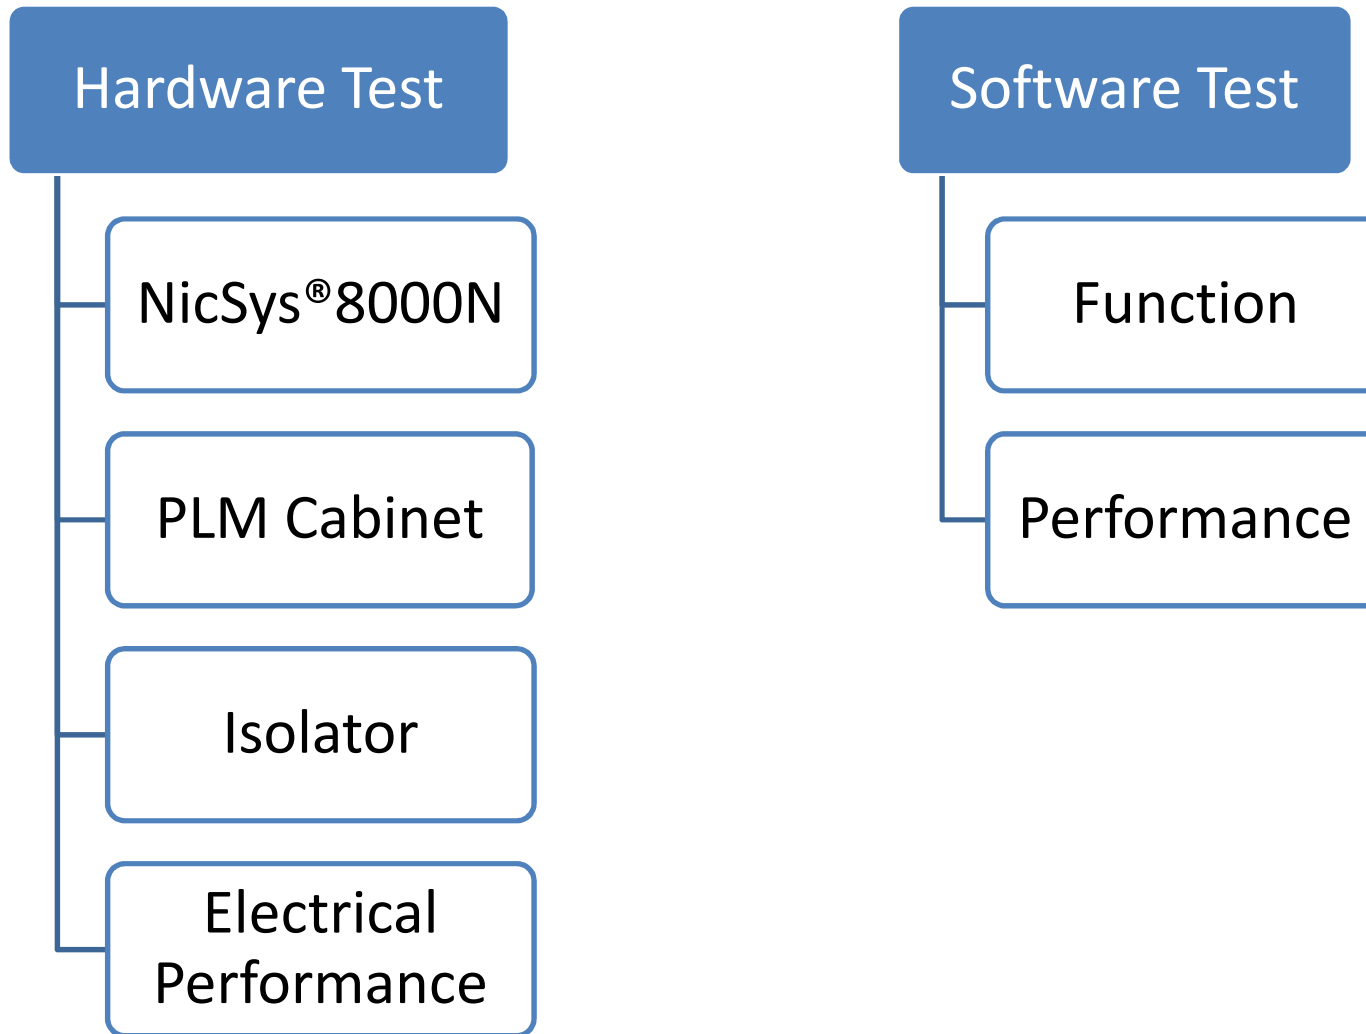 Hardware Test
NicSys®8000N
PLM Cabinet
Isolator
Electrical
Performance
Software Test
Function
Performance